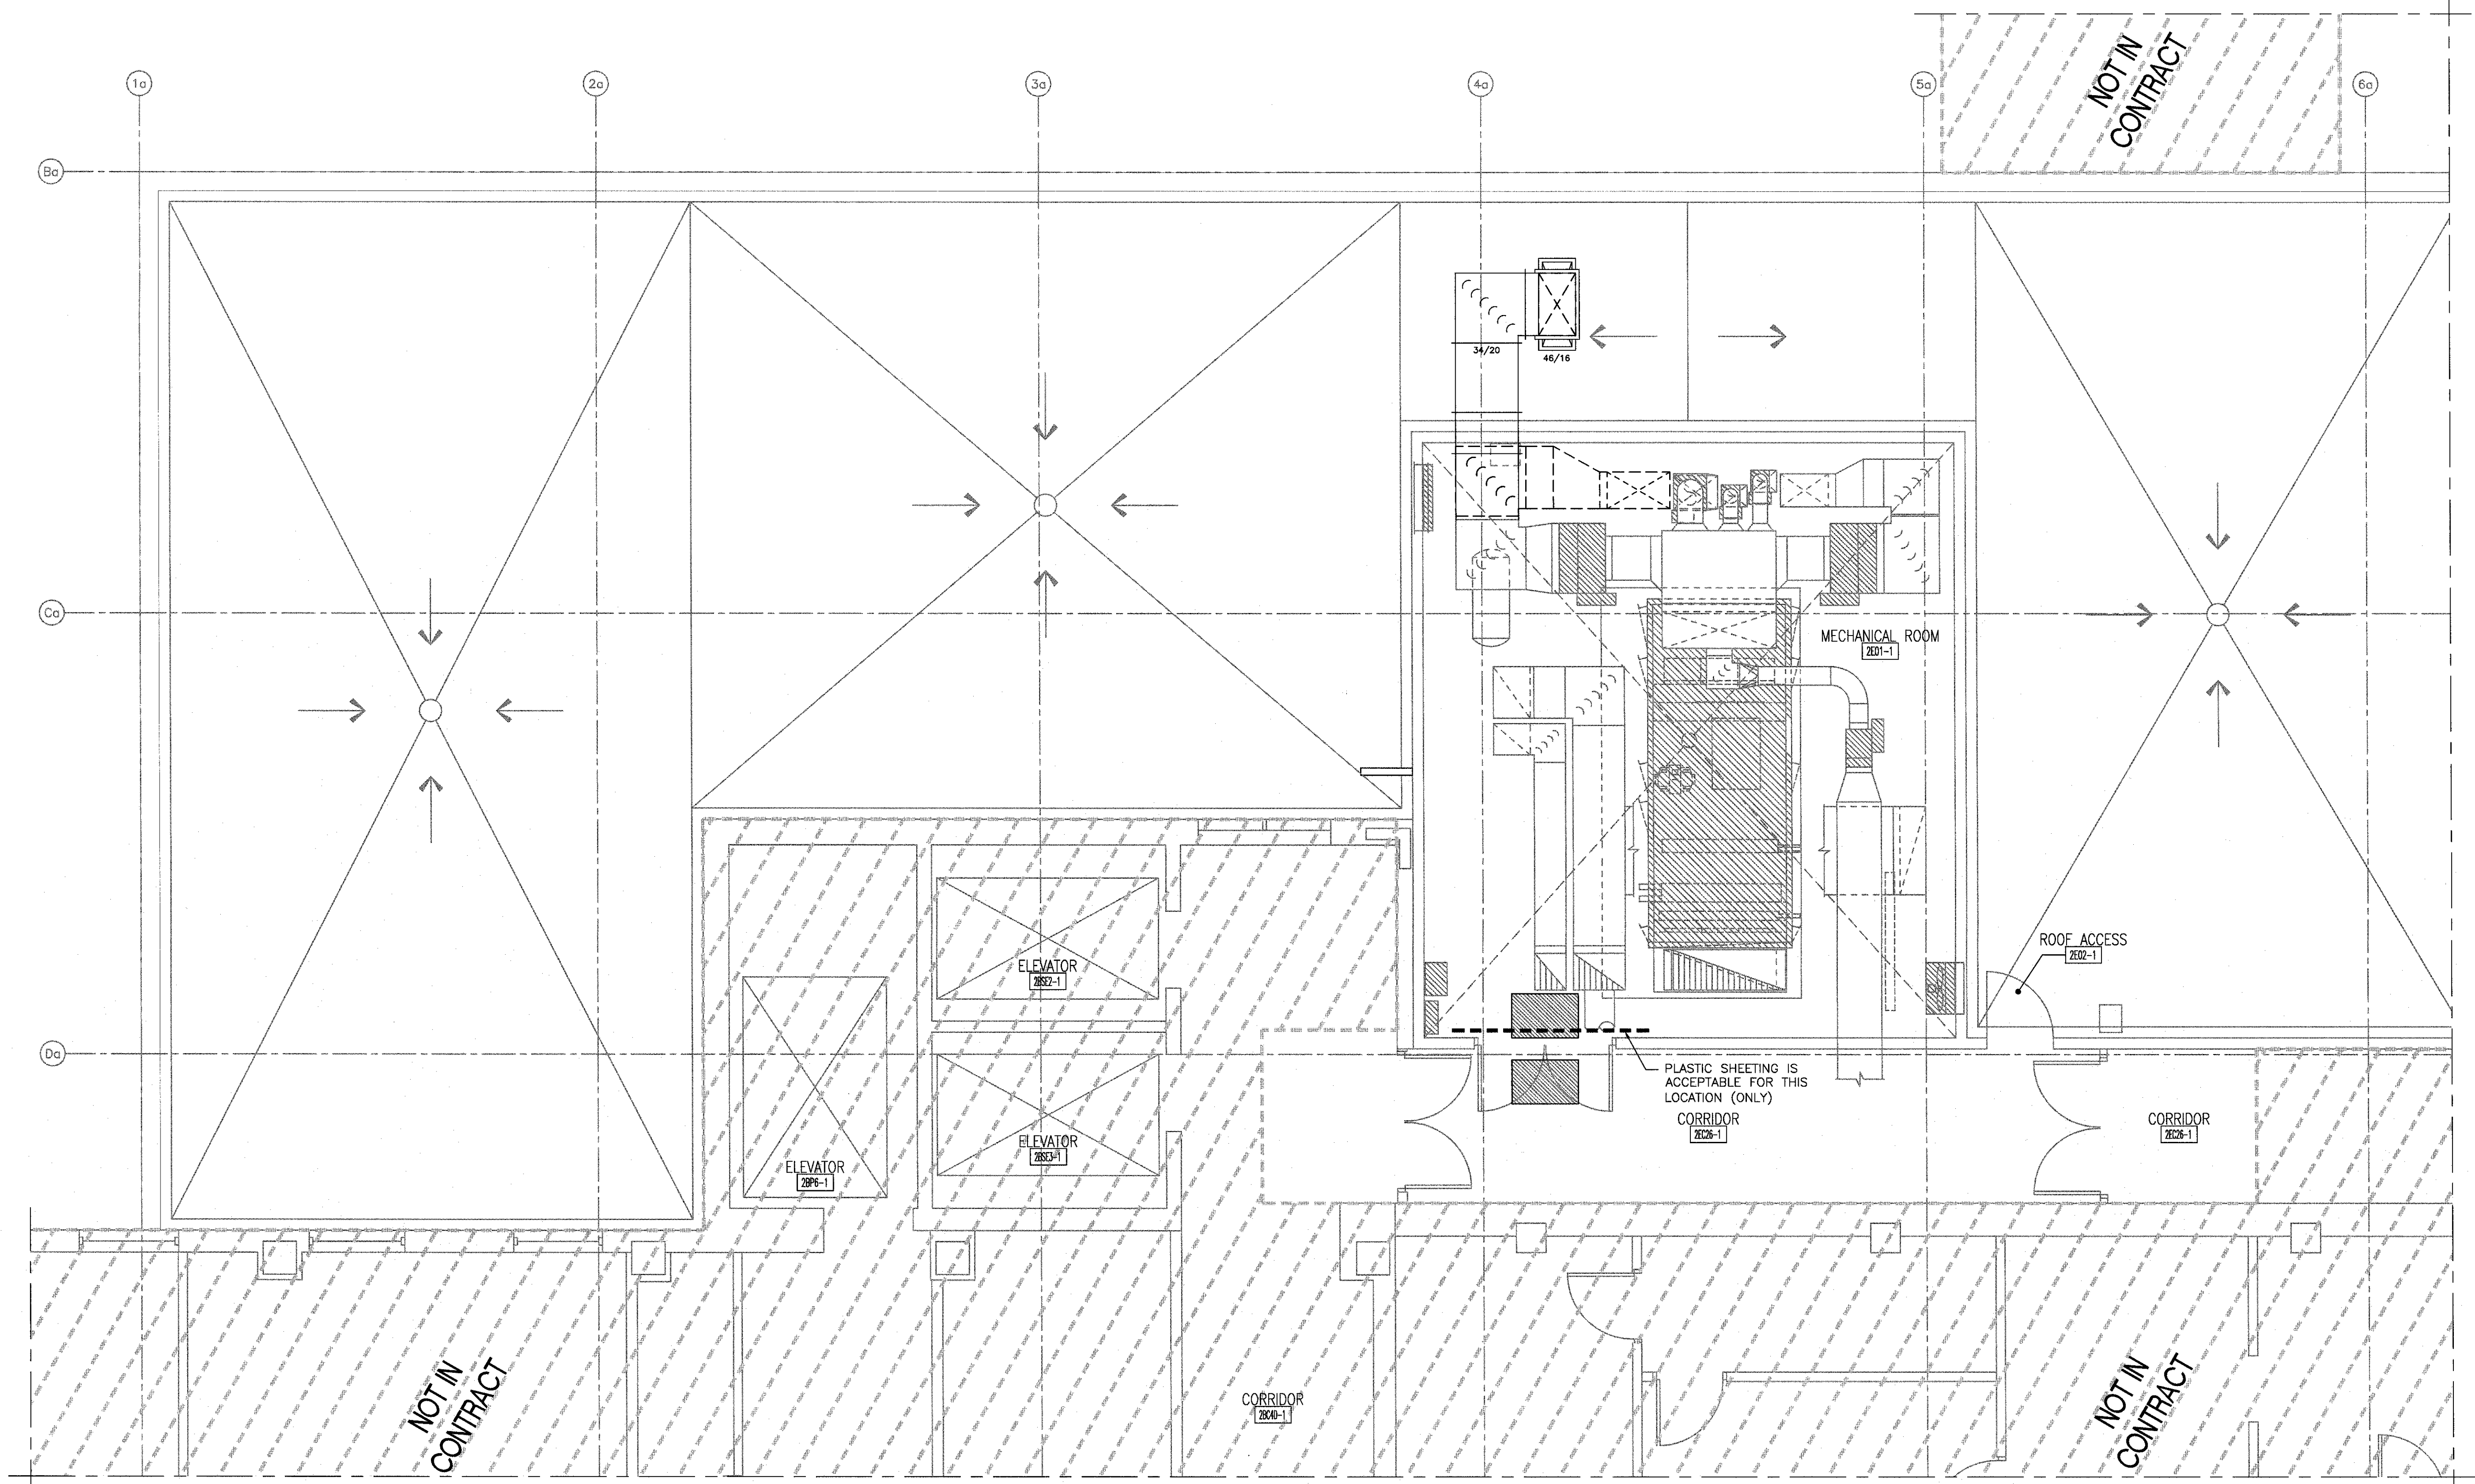 NOT IN
CONTRACT
1a
2a
3a
4a
5a
6a
Ba
34/20
46/16
Ca
MECHANICAL ROOM
2E01-1
ROOF ACCESS
2E02-1
ELEVATOR
2BSE2-1
Da
PLASTIC SHEETING IS
ACCEPTABLE FOR THIS
LOCATION (ONLY)
CORRIDOR
2EC26-1
CORRIDOR
2EC26-1
ELEVATOR
2BSE3-1
ELEVATOR
2BP6-1
NOT IN
CONTRACT
CORRIDOR
2BC40-1
NOT IN
CONTRACT